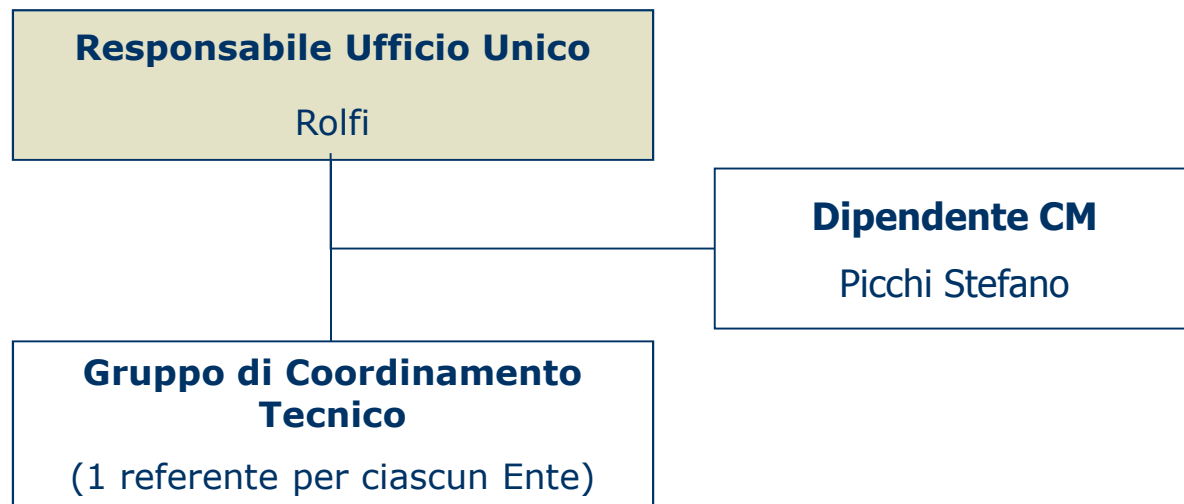 Responsabile Ufficio Unico
Rolfi
Dipendente CM
Picchi Stefano
Gruppo di Coordinamento
Tecnico
(1 referente per ciascun Ente)